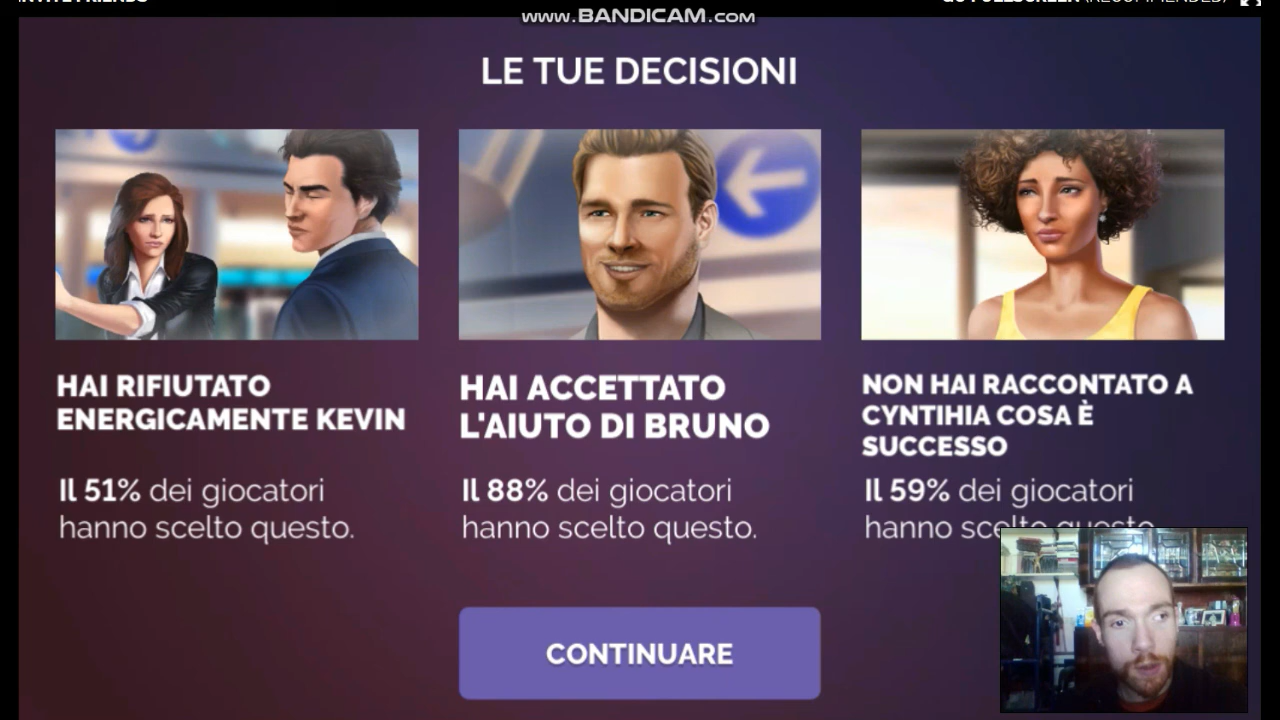 www.BANDICAM.com
LE TUE DECISIONI
HAI RIFIUTATO
ENERGICAMENTE KEVIN
Il 51% dei giocatori
hanno scelto questo.
HAI ACCETTATO
L'AIUTO DI BRUNO
Il 88% dei giocatori
hanno scelto questo.
NON HAI RACCONTATO A
CYNTIHIA COSA È
SUCCESSO
Il 59% dei giocatori
hanno scelto questo.
CONTINUARE